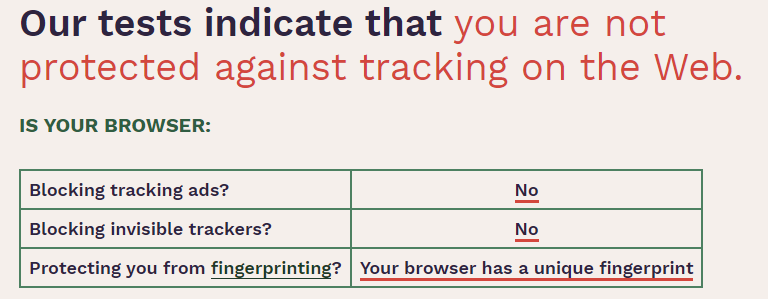 Our tests indicate that you are not
protected against tracking on the Web.
IS YOUR BROWSER:
Blocking tracking ads? No
Blocking invisible trackers? No
Protecting you from fingerprinting? Your browser has a unique fingerprint